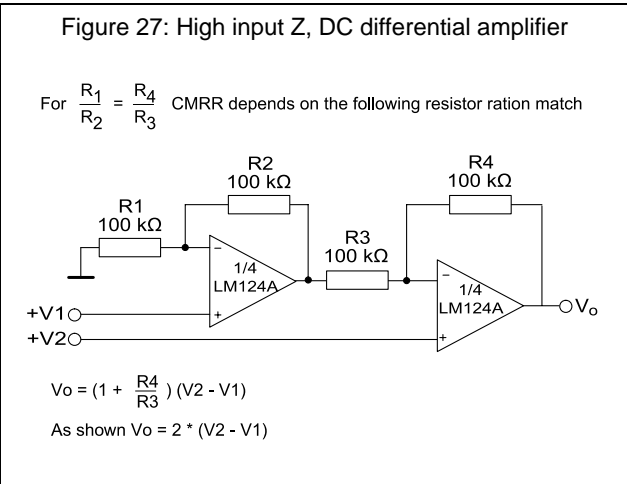 Figure 27: High input Z, DC differential amplifier
For R1/R2 = R4/R3 CMRR depends on the following resistor ration match
R2
100 kΩ
R4
100 kΩ
R1
100 kΩ
R3
100 kΩ
-
1/4
LM124A
+
-
1/4
LM124A
+
Vo
+V1
+V2
Vo = (1 + R4/R3 ) (V2 - V1)
As shown Vo = 2 * (V2 - V1)